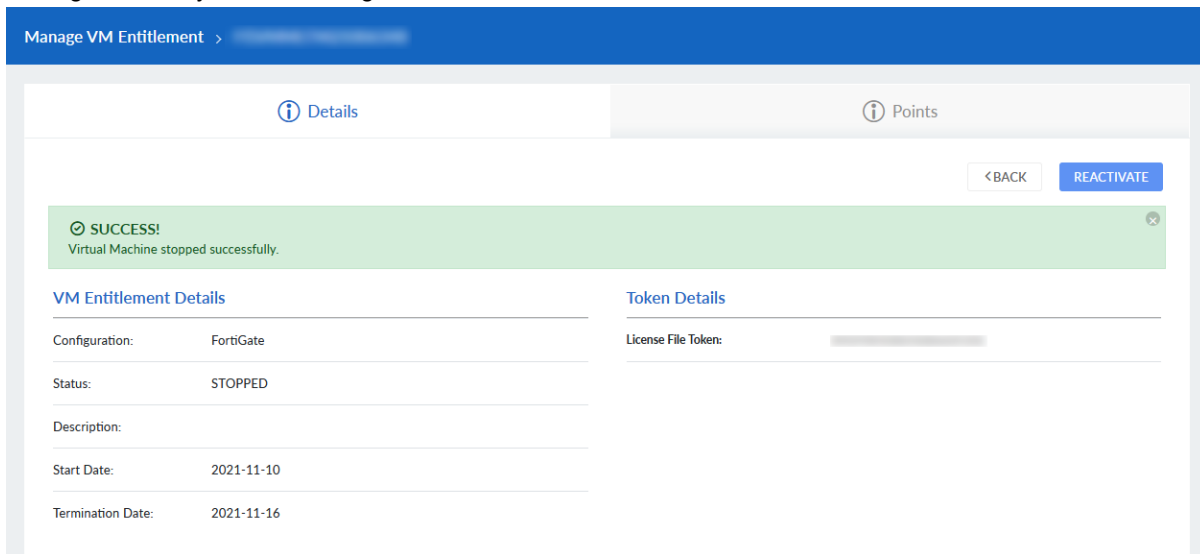 Manage VM Entitlement >
Details
Points
<BACK
REACTIVATE
SUCCESS!
Virtual Machine stopped successfully.
VM Entitlement Details
Token Details
Configuration: FortiGate
License File Token:
Status: STOPPED
Description:
Start Date: 2021-11-10
Termination Date: 2021-11-16